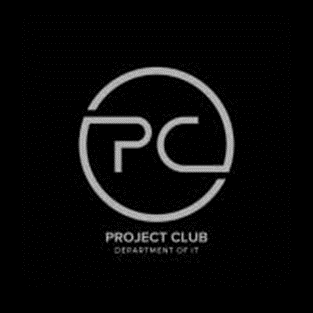 PC
PROJECT CLUB
DEPARTMENT OF IT